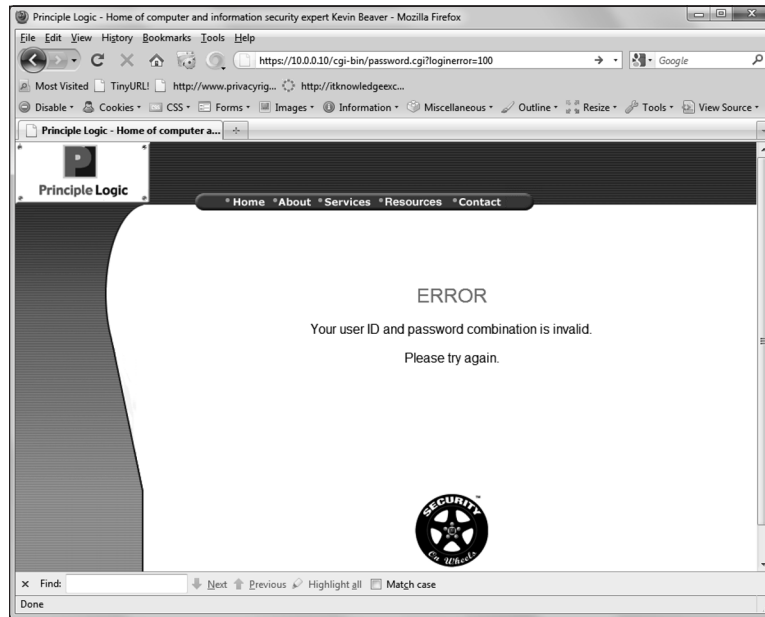 Principle Logic - Home of computer and information security expert Kevin Beaver - Mozilla Firefox
File Edit View History Bookmarks Tools Help
https://10.0.0.10/cgi-bin/password.cgi?loginerror=100 Google
Most Visited TinyURL! http://www.privacyrig... http://itknowledgeexc...
Disable Cookies CSS Forms Images Information Miscellaneous Outline Resize Tools View Source
Principle Logic - Home of computer a...
P
Principle Logic
Home About Services Resources Contact
ERROR
Your user ID and password combination is invalid.
Please try again.
SECURITY™
On Wheels
x Find: Next Previous Highlight all Match case
Done